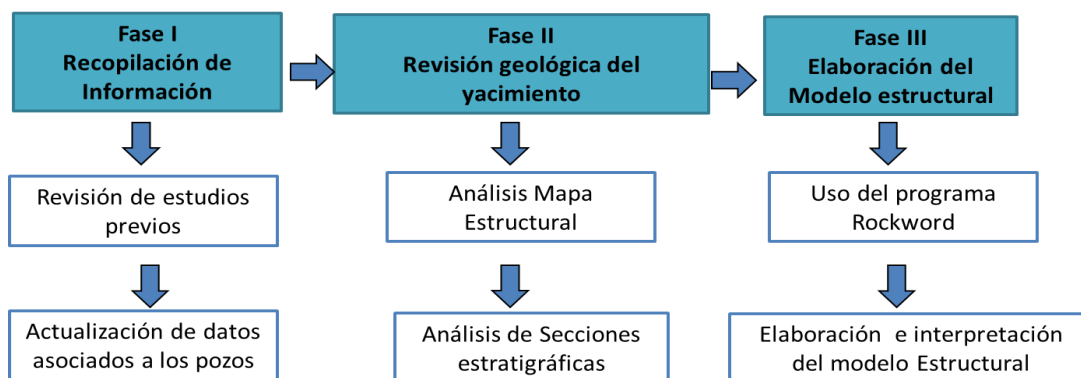 Fase I
Recopilación de
Información
Fase II
Revisión geológica del
yacimiento
Fase III
Elaboración del
Modelo estructural
Revisión de estudios
previos
Análisis Mapa
Estructural
Uso del programa
Rockword
Actualización de datos
asociados a los pozos
Análisis de Secciones
estratigráficas
Elaboración e interpretación
del modelo Estructural